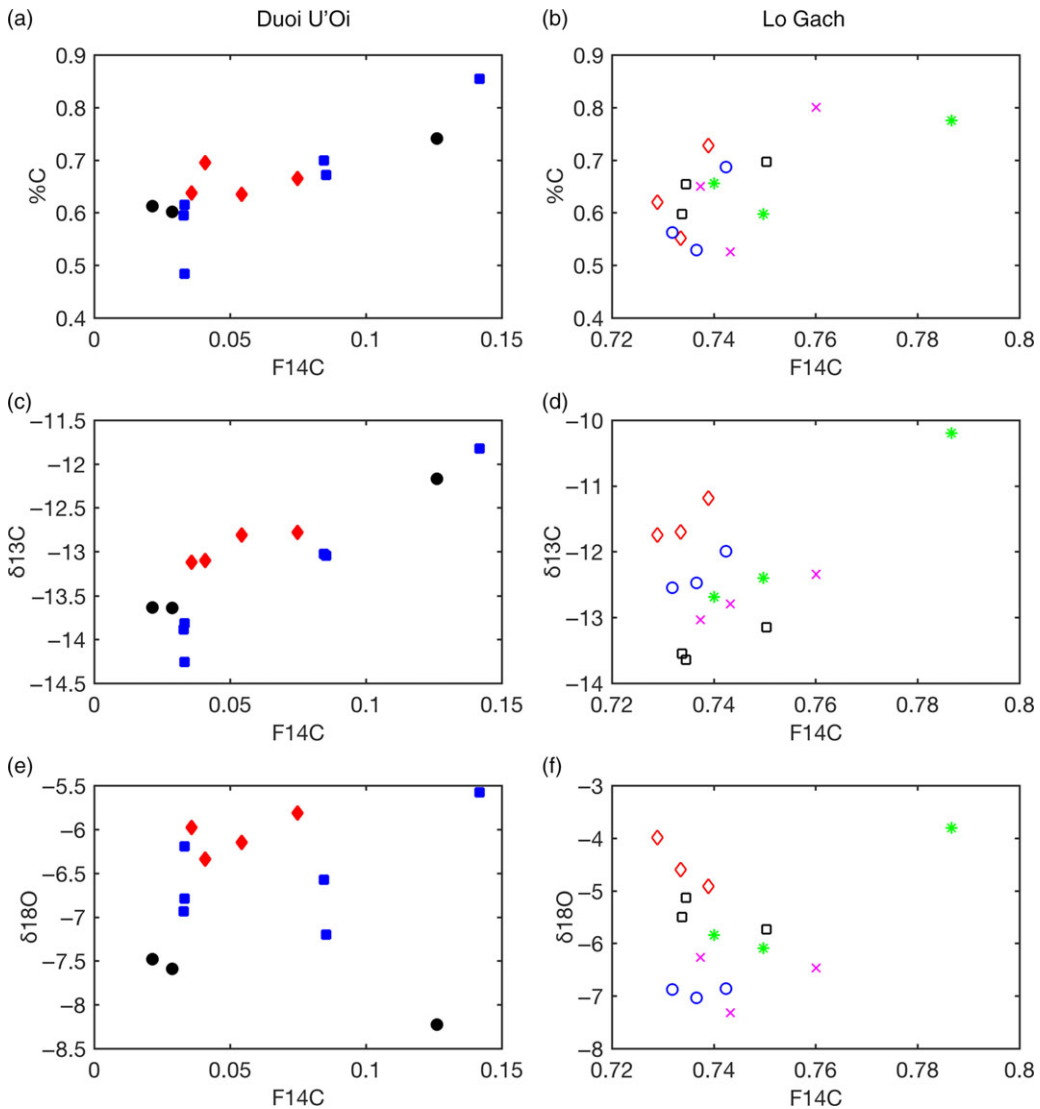 (a) Duoi U'Oi
0.9
0.8
0.7
0.6
0.5
0.4
%C
0 0.05 0.1 0.15
F14C
(b) Lo Gach
0.9
0.8
0.7
0.6
0.5
0.4
%C
0.72 0.74 0.76 0.78 0.8
F14C
(c)
−11.5
−12
−12.5
−13
−13.5
−14
−14.5
δ13C
0 0.05 0.1 0.15
F14C
(d)
−10
−11
−12
−13
−14
δ13C
0.72 0.74 0.76 0.78 0.8
F14C
(e)
−5.5
−6
−6.5
−7
−7.5
−8
−8.5
δ18O
0 0.05 0.1 0.15
F14C
(f)
−3
−4
−5
−6
−7
−8
δ18O
0.72 0.74 0.76 0.78 0.8
F14C